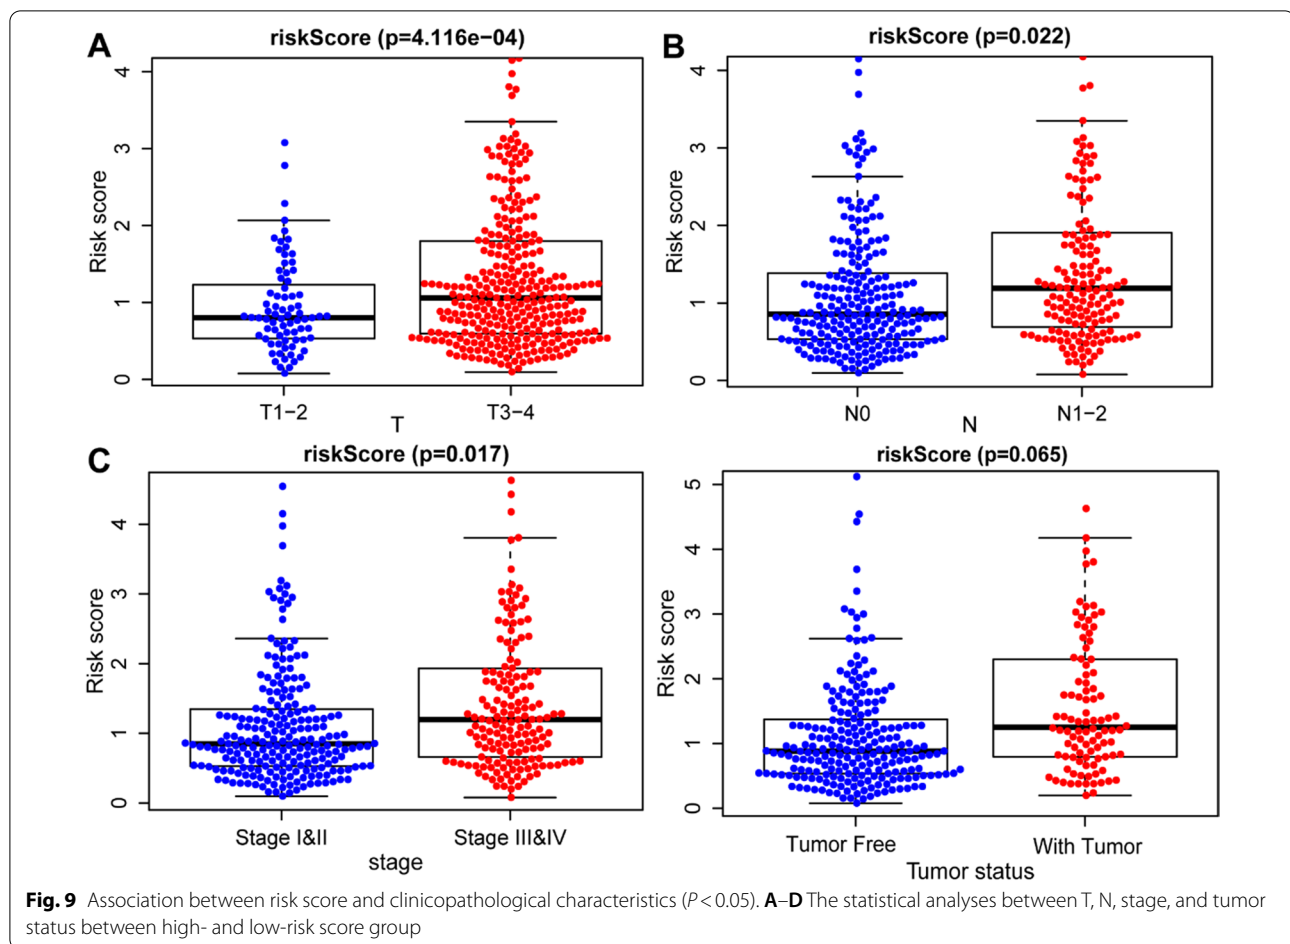 A
riskScore (p=4.116e−04)
4
3
2
1
0
Risk score
T1−2
T3−4
T
B
riskScore (p=0.022)
4
3
2
1
0
Risk score
N0
N1−2
N
C
riskScore (p=0.017)
4
3
2
1
0
Risk score
Stage I&II
Stage III&IV
stage
riskScore (p=0.065)
5
4
3
2
1
0
Risk score
Tumor Free
With Tumor
Tumor status
Fig. 9 Association between risk score and clinicopathological characteristics (P < 0.05). A–D The statistical analyses between T, N, stage, and tumor
status between high- and low-risk score group